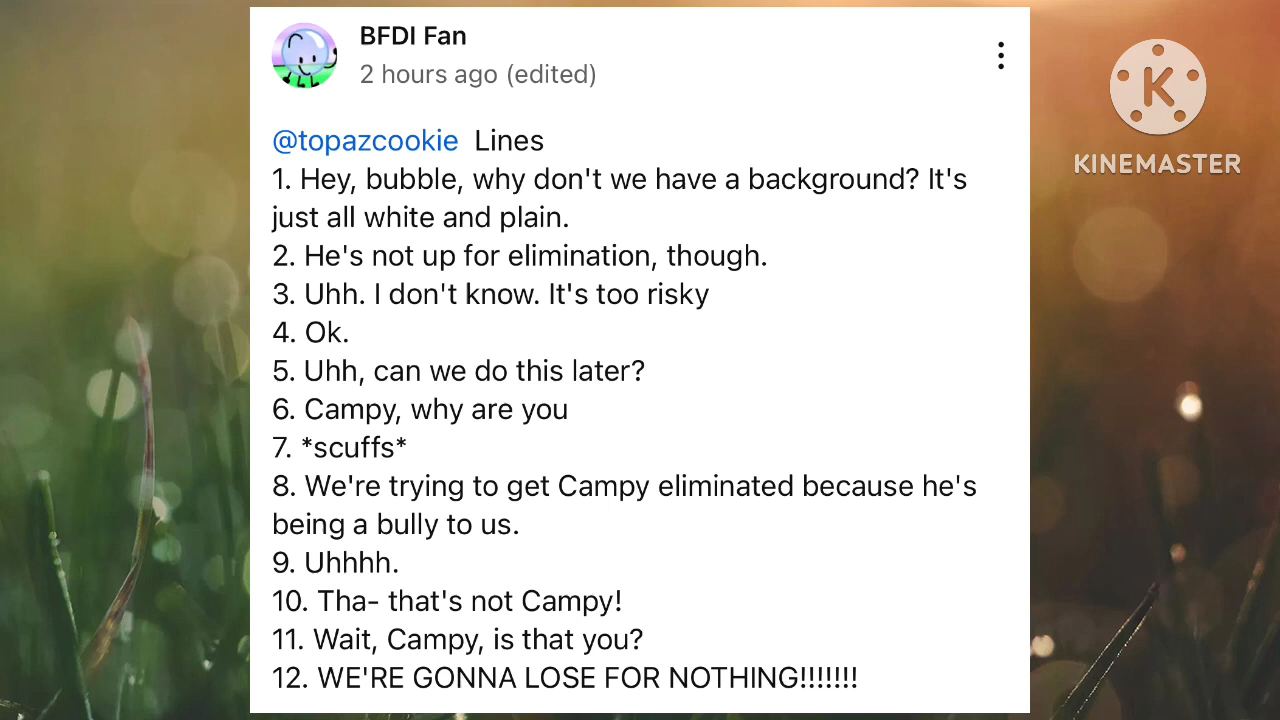 BFDI Fan
2 hours ago (edited)
@topazcookie Lines
1. Hey, bubble, why don't we have a background? It's
just all white and plain.
2. He's not up for elimination, though.
3. Uhh. I don't know. It's too risky
4. Ok.
5. Uhh, can we do this later?
6. Campy, why are you
7. *scuffs*
8. We're trying to get Campy eliminated because he's
being a bully to us.
9. Uhhhh.
10. Tha- that's not Campy!
11. Wait, Campy, is that you?
12. WE'RE GONNA LOSE FOR NOTHING!!!!!!!
K
KINEMASTER